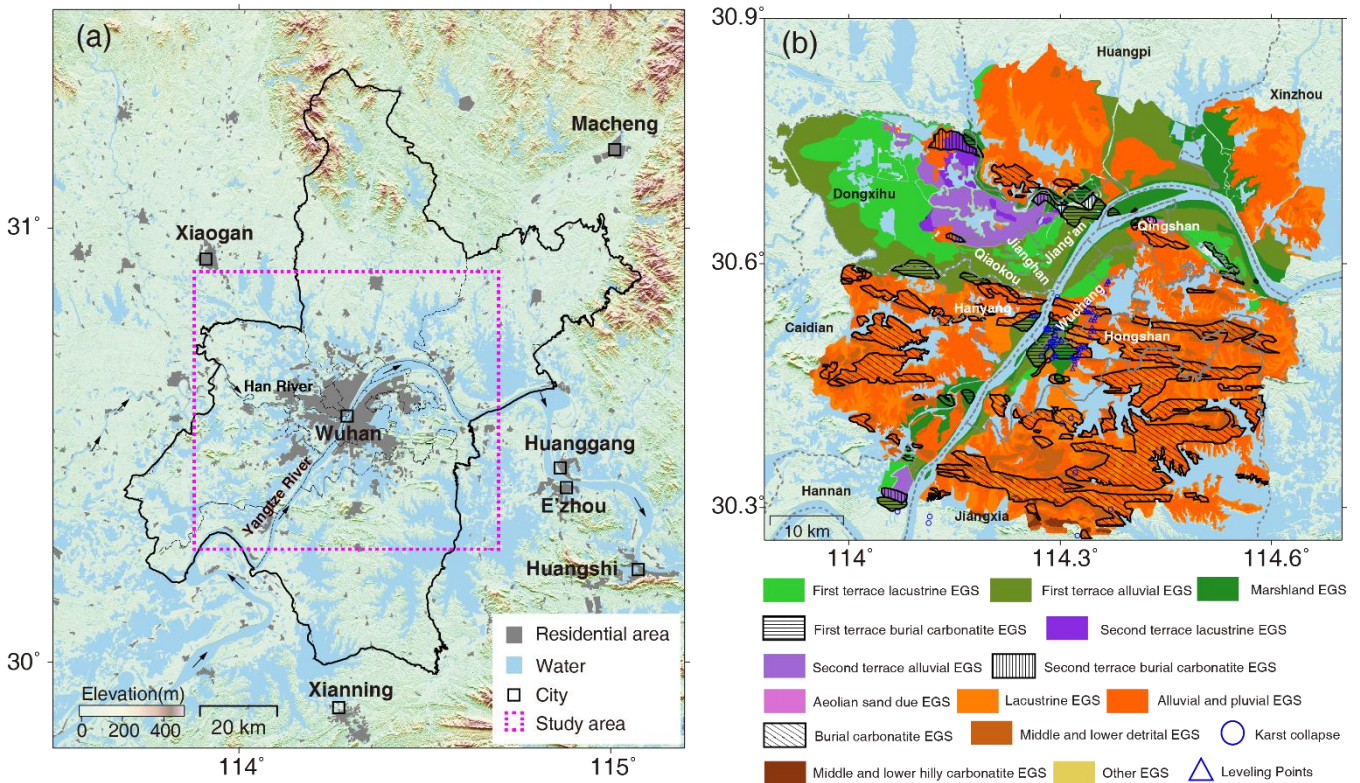 (a)
Macheng
31°
Xiaogan
Han River
Wuhan
Huanggang
E'zhou
Yangtze River
Huangshi
30°
Xianning
Elevation(m)
0 200 400
20 km
Residential area
Water
City
Study area
114°
115°
(b)
30.9°
Huangpi
Xinzhou
Dongxihu
Qingshan
Jiang'an
Jianghan
Qiaokou
30.6°
Hanyang
Wuchang
Caidian
Hongshan
30.3°
Hannan
Jiangxia
10 km
114°
114.3°
114.6°
First terrace lacustrine EGS
First terrace alluvial EGS
Marshland EGS
First terrace burial carbonatite EGS
Second terrace lacustrine EGS
Second terrace alluvial EGS
Second terrace burial carbonatite EGS
Aeolian sand due EGS
Lacustrine EGS
Alluvial and pluvial EGS
Burial carbonatite EGS
Middle and lower detrital EGS
Karst collapse
Middle and lower hilly carbonatite EGS
Other EGS
Leveling Points